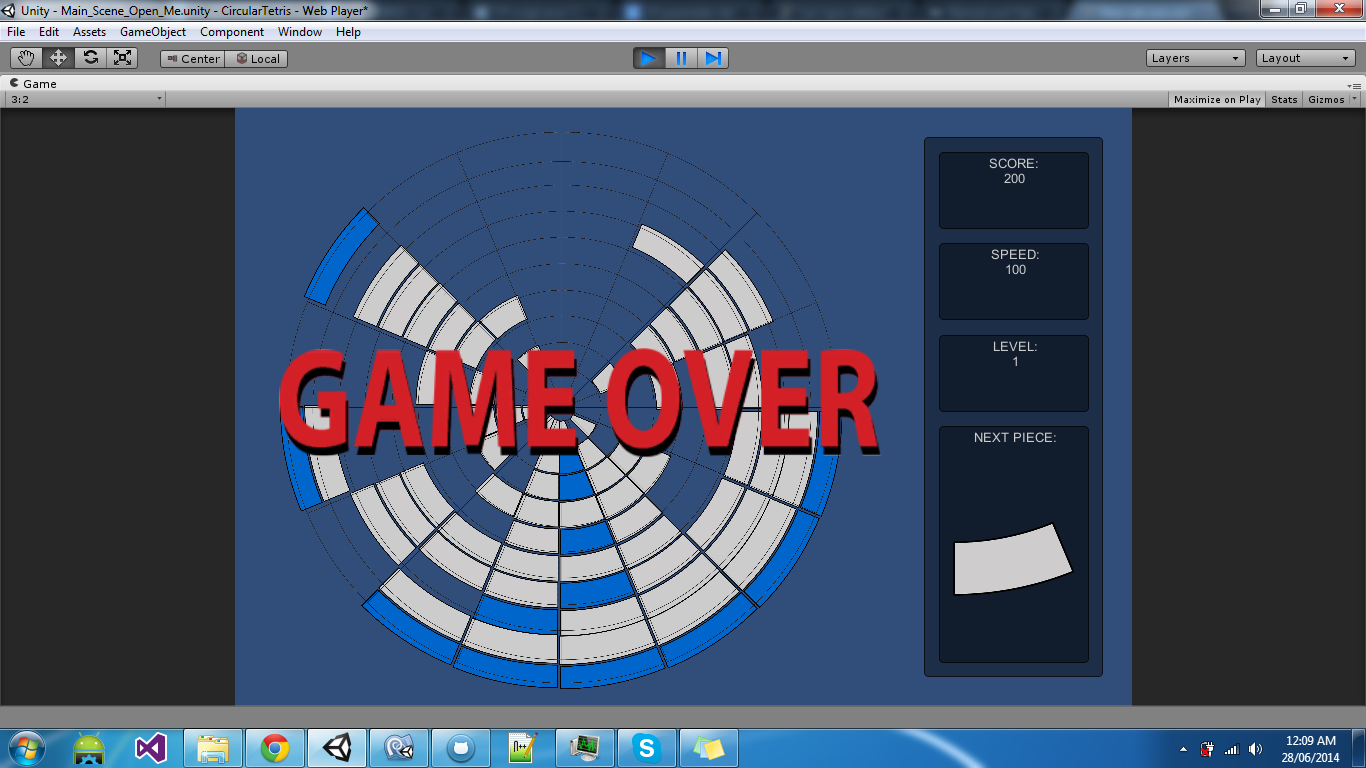 Unity - Main_Scene_Open_Me.unity - CircularTetris - Web Player*
File Edit Assets GameObject Component Window Help
Center Local Layers Layout
Game
3:2 Maximize on Play Stats Gizmos
SCORE:
200
SPEED:
100
LEVEL:
1
GAME OVER
NEXT PIECE:
12:09 AM
28/06/2014